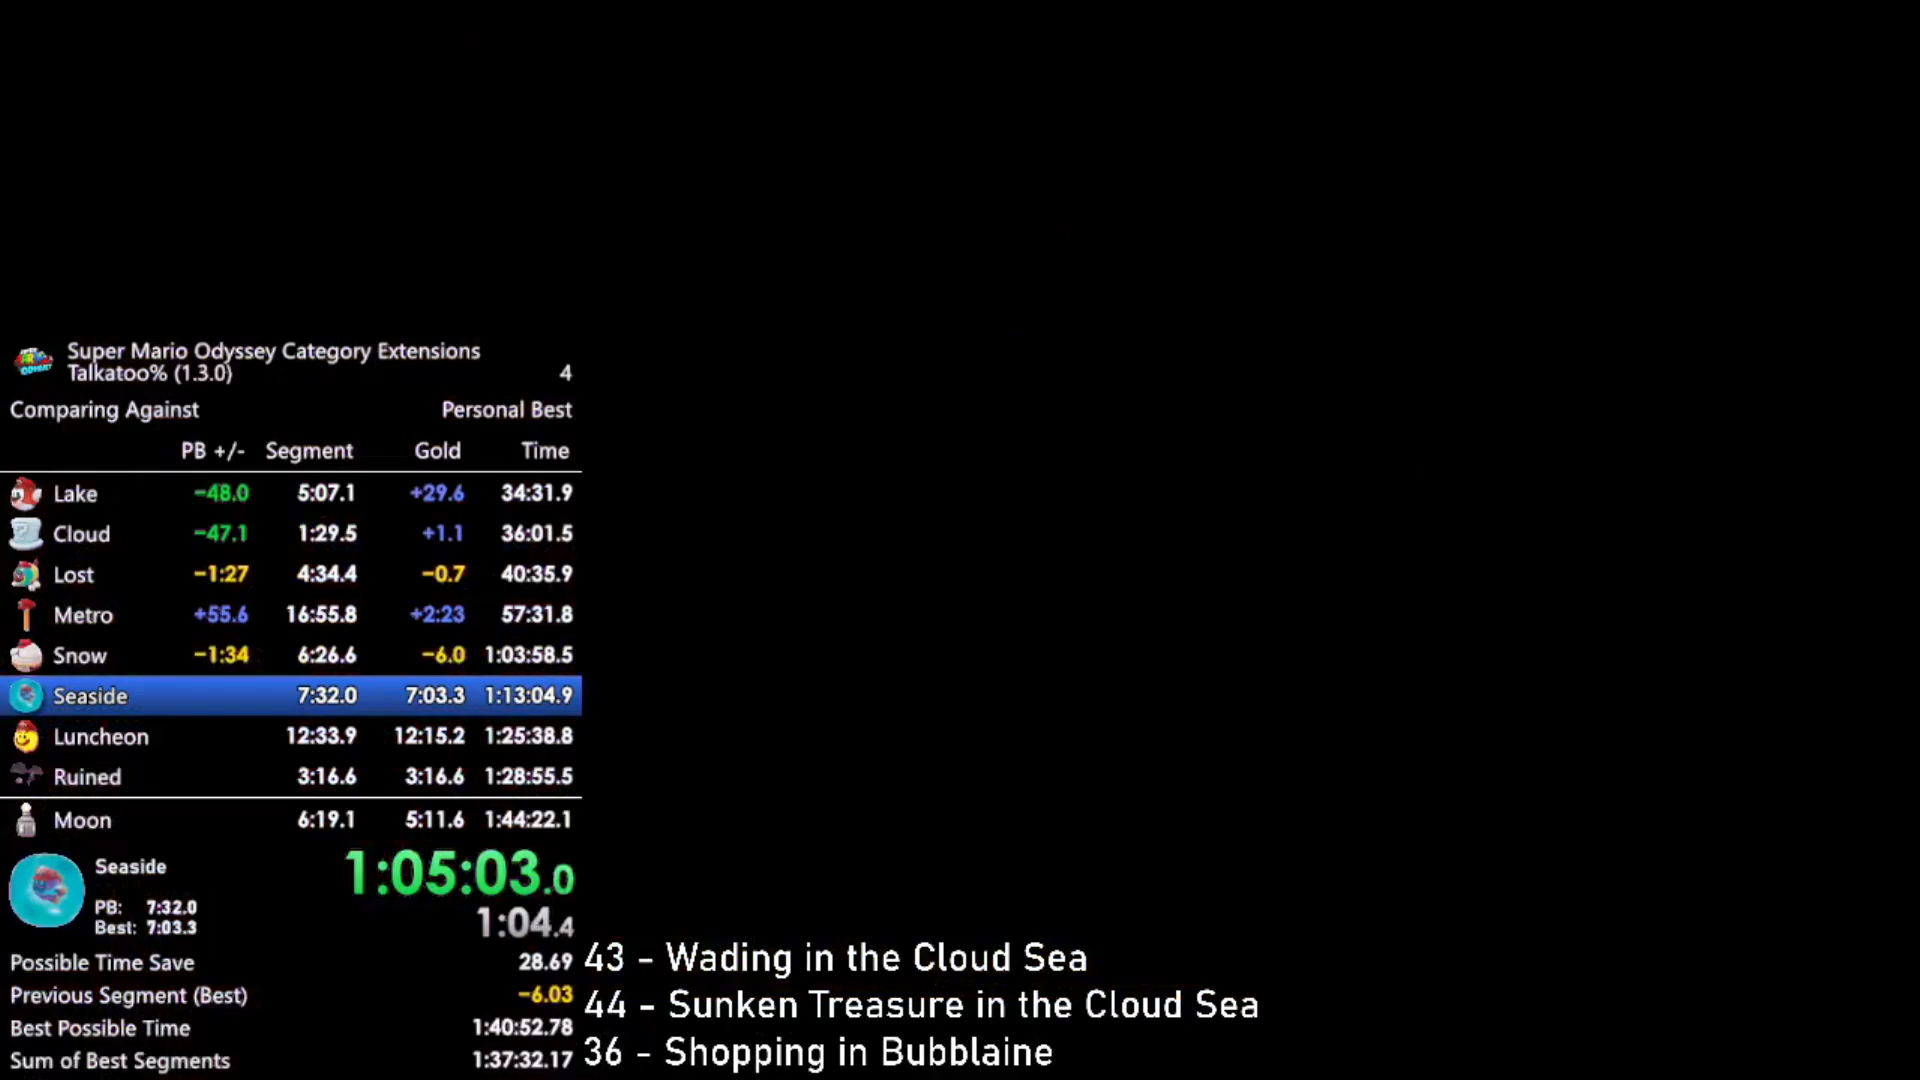 Super Mario Odyssey Category Extensions
Talkatoo% (1.3.0) 4
Comparing Against Personal Best
PB +/- Segment Gold Time
Lake −48.0 5:07.1 +29.6 34:31.9
Cloud −47.1 1:29.5 +1.1 36:01.5
Lost −1:27 4:34.4 −0.7 40:35.9
Metro +55.6 16:55.8 +2:23 57:31.8
Snow −1:34 6:26.6 −6.0 1:03:58.5
Seaside 7:32.0 7:03.3 1:13:04.9
Luncheon 12:33.9 12:15.2 1:25:38.8
Ruined 3:16.6 3:16.6 1:28:55.5
Moon 6:19.1 5:11.6 1:44:22.1
Seaside 1:05:03.0
PB: 7:32.0
Best: 7:03.3 1:04.4
Possible Time Save 28.69
Previous Segment (Best) −6.03
Best Possible Time 1:40:52.78
Sum of Best Segments 1:37:32.17
43 - Wading in the Cloud Sea
44 - Sunken Treasure in the Cloud Sea
36 - Shopping in Bubblaine